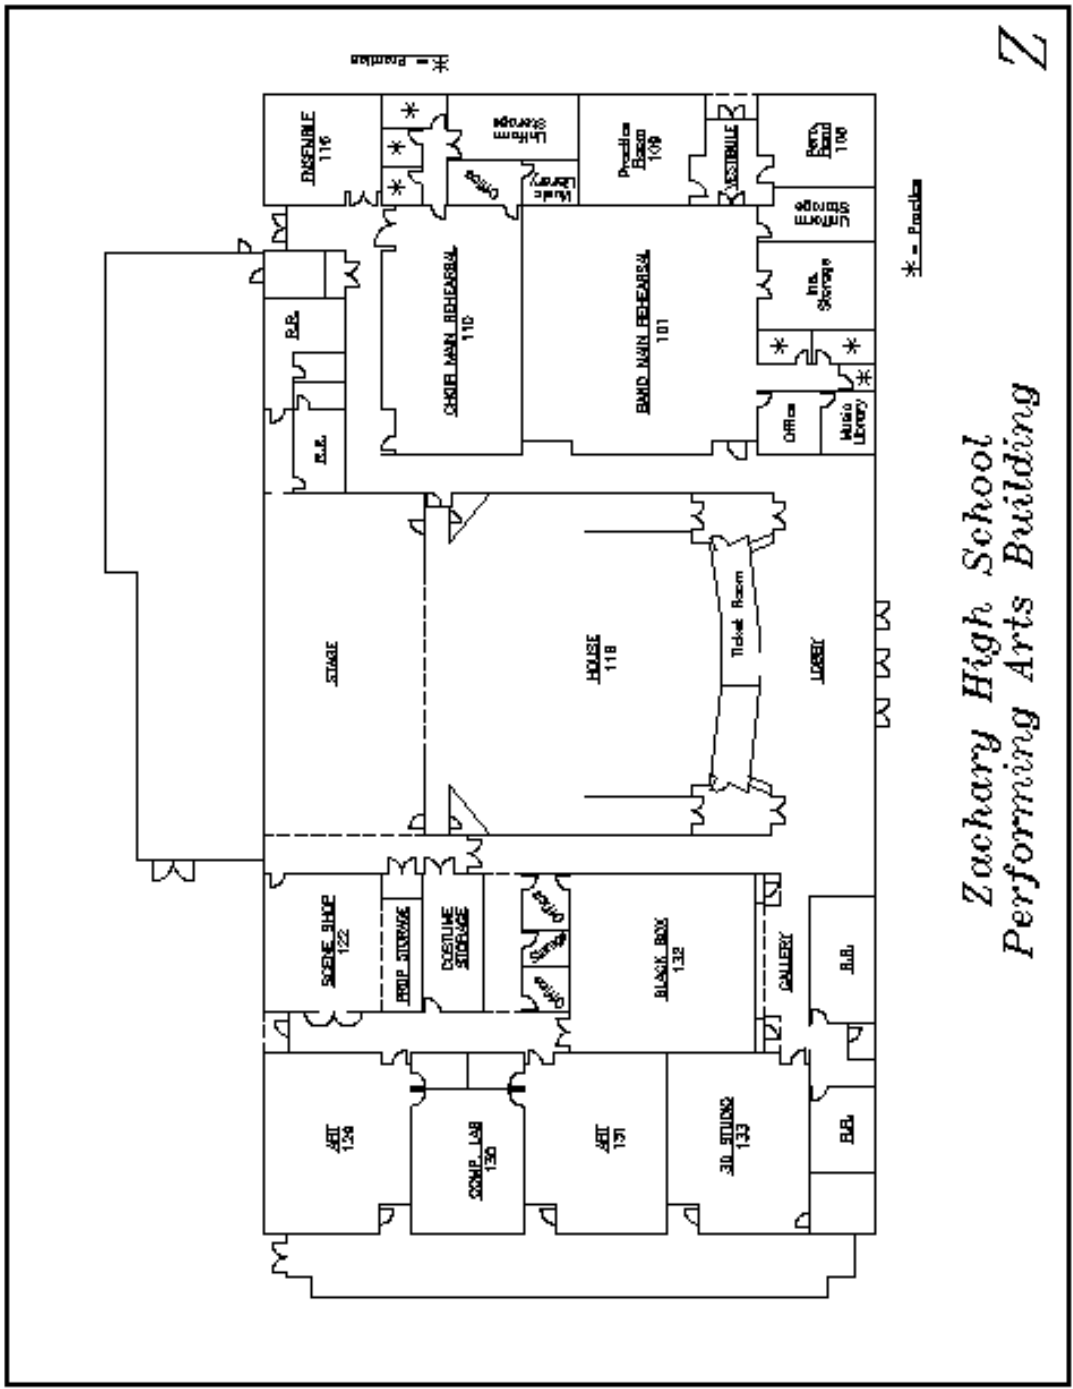 ART
129
SCENE SHOP
122
STAGE
R.R.
R.R.
ENSEMBLE
PROP STORAGE
COMP. LAB
130
COSTUME
STORAGE
* = Practice
*
*
*
CHOIR MAIN REHEARSAL
110
Office
Uniform
Storage
Music
Library
Office
Storage
Office
ART
131
BLACK BOX
132
HOUSE
118
BAND MAIN REHEARSAL
101
Practice
Room
109
3D STUDIO
133
Ticket Room
VESTIBULE
GALLERY
LOBBY
Office
*
Ins.
Storage
Uniform
Storage
Room
108
R.R.
R.R.
Music
Library
*
*
* = Practice
Zachary High School
Performing Arts Building
Z